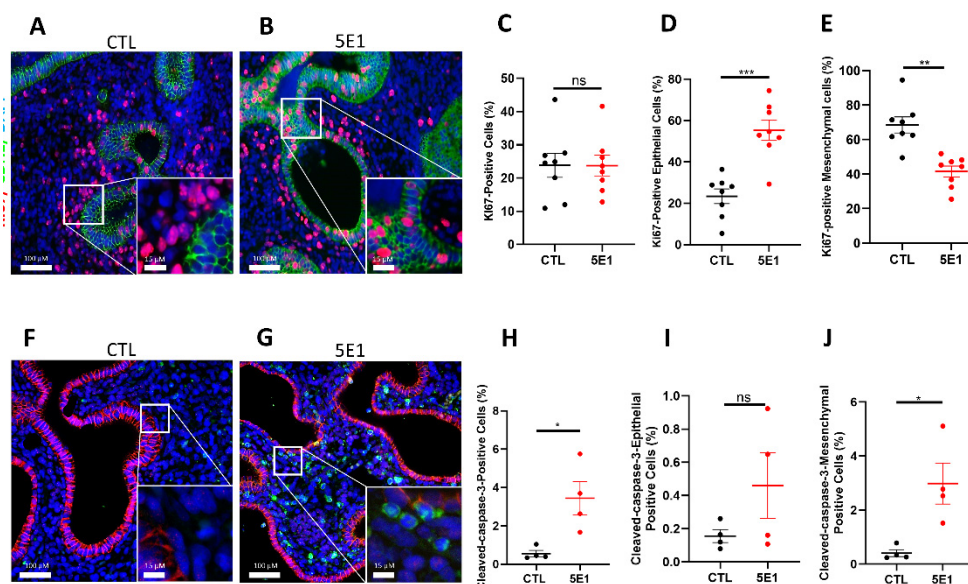 A
CTL
B
5E1
C
Ki67-Positive Cells (%)
50
40
30
20
10
0
ns
CTL
5E1
D
Ki67-Positive Epithelial Cells (%)
80
60
40
20
0
***
CTL
5E1
E
Ki67-positive Mesenchymal cells (%)
100
80
60
40
20
0
**
CTL
5E1
100 µM
15 µM
100 µM
15 µM
F
CTL
G
5E1
H
Cleaved-caspase-3-Positive Cells (%)
8
6
4
2
0
*
CTL
5E1
I
Cleaved-caspase-3-Epithelial
Positive Cells (%)
1.0
0.8
0.6
0.4
0.2
0.0
ns
CTL
5E1
J
Cleaved-caspase-3-Mesenchymal
Positive Cells (%)
6
4
2
0
*
CTL
5E1
100 µm
15 µm
100 µm
15 µm